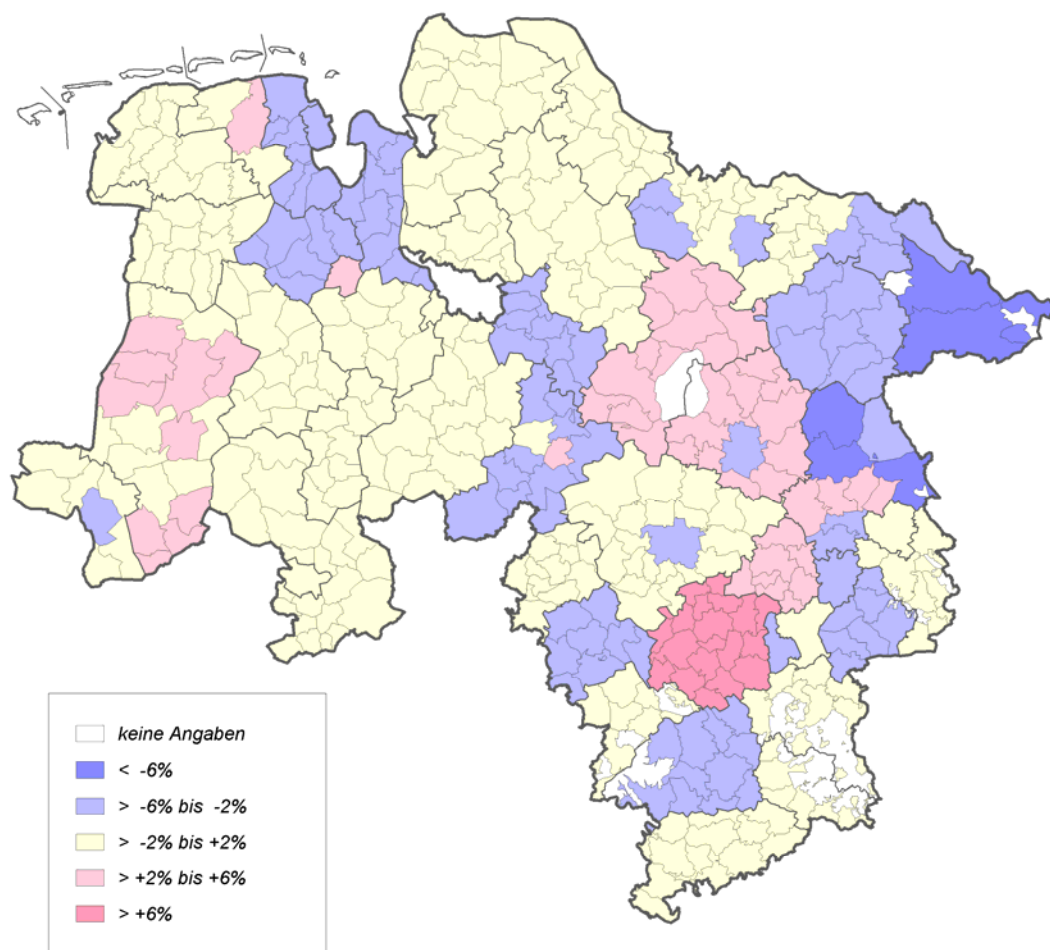 keine Angaben
< -6%
> -6% bis -2%
> -2% bis +2%
> +2% bis +6%
> +6%